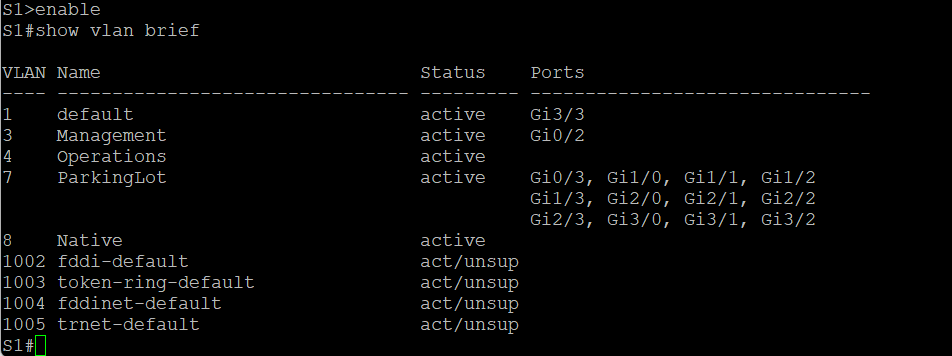 S1>enable
S1#show vlan brief
VLAN Name                             Status    Ports
---- -------------------------------- --------- -------------------------------
1    default                          active    Gi3/3
3    Management                       active    Gi0/2
4    Operations                       active
7    ParkingLot                       active    Gi0/3, Gi1/0, Gi1/1, Gi1/2
                                                Gi1/3, Gi2/0, Gi2/1, Gi2/2
                                                Gi2/3, Gi3/0, Gi3/1, Gi3/2
8    Native                           active
1002 fddi-default                     act/unsup
1003 token-ring-default               act/unsup
1004 fddinet-default                  act/unsup
1005 trnet-default                    act/unsup
S1#